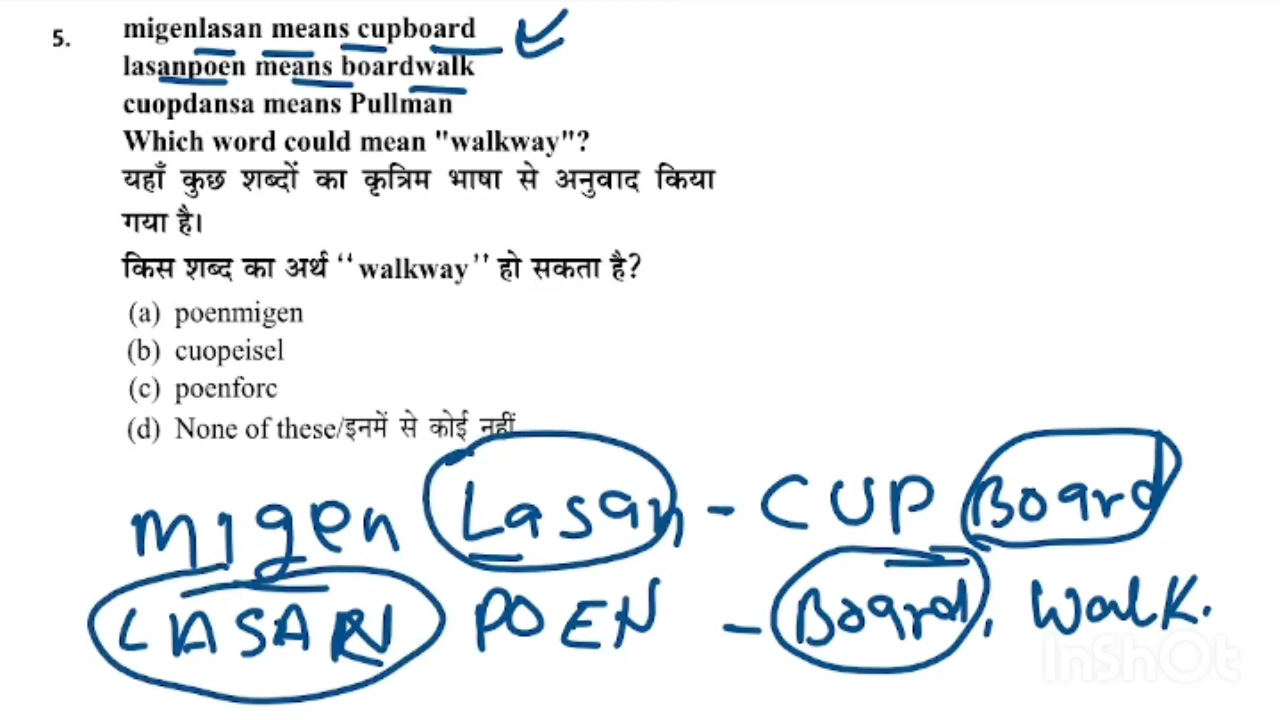 5. migenlasan means cupboard
lasanpoen means boardwalk
cuopdansa means Pullman
Which word could mean "walkway"?
यहाँ कुछ शब्दों का कृत्रिम भाषा से अनुवाद किया
गया है।
किस शब्द का अर्थ ‘‘walkway’’ हो सकता है?
(a) poenmigen
(b) cuopeisel
(c) poenforc
(d) None of these/इनमें से कोई नहीं
migen Lasan - CUP Board
LASAN POEN - Board, Walk.
InShOt